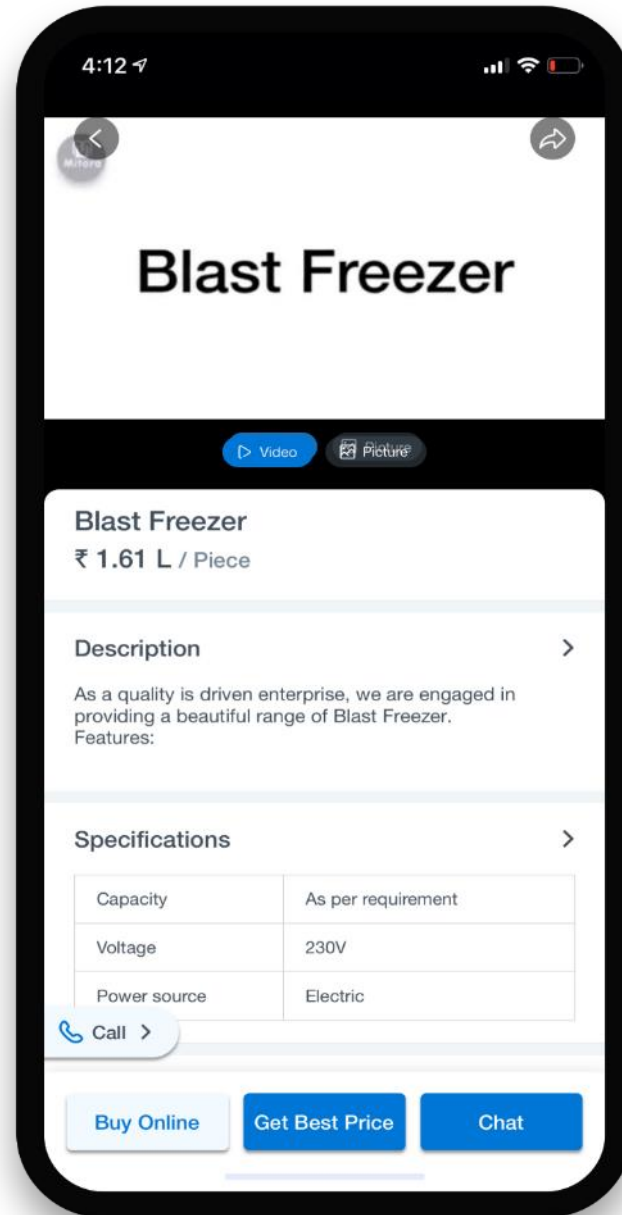 4:12
Blast Freezer
Video
Picture
Blast Freezer
₹ 1.61 L / Piece
Description
As a quality is driven enterprise, we are engaged in
providing a beautiful range of Blast Freezer.
Features:
Specifications
Capacity As per requirement
Voltage 230V
Power source Electric
Call
Buy Online Get Best Price Chat